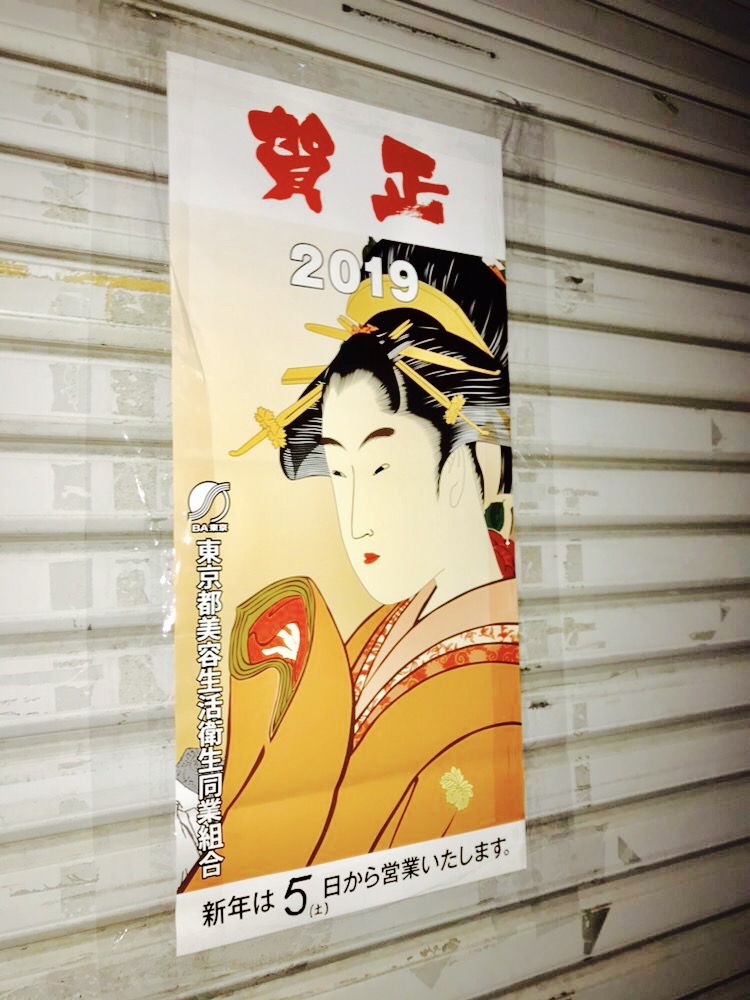 賀正
2019
BA東京
東京都美容生活衛生同業組合
新年は5日から営業いたします。
(土)